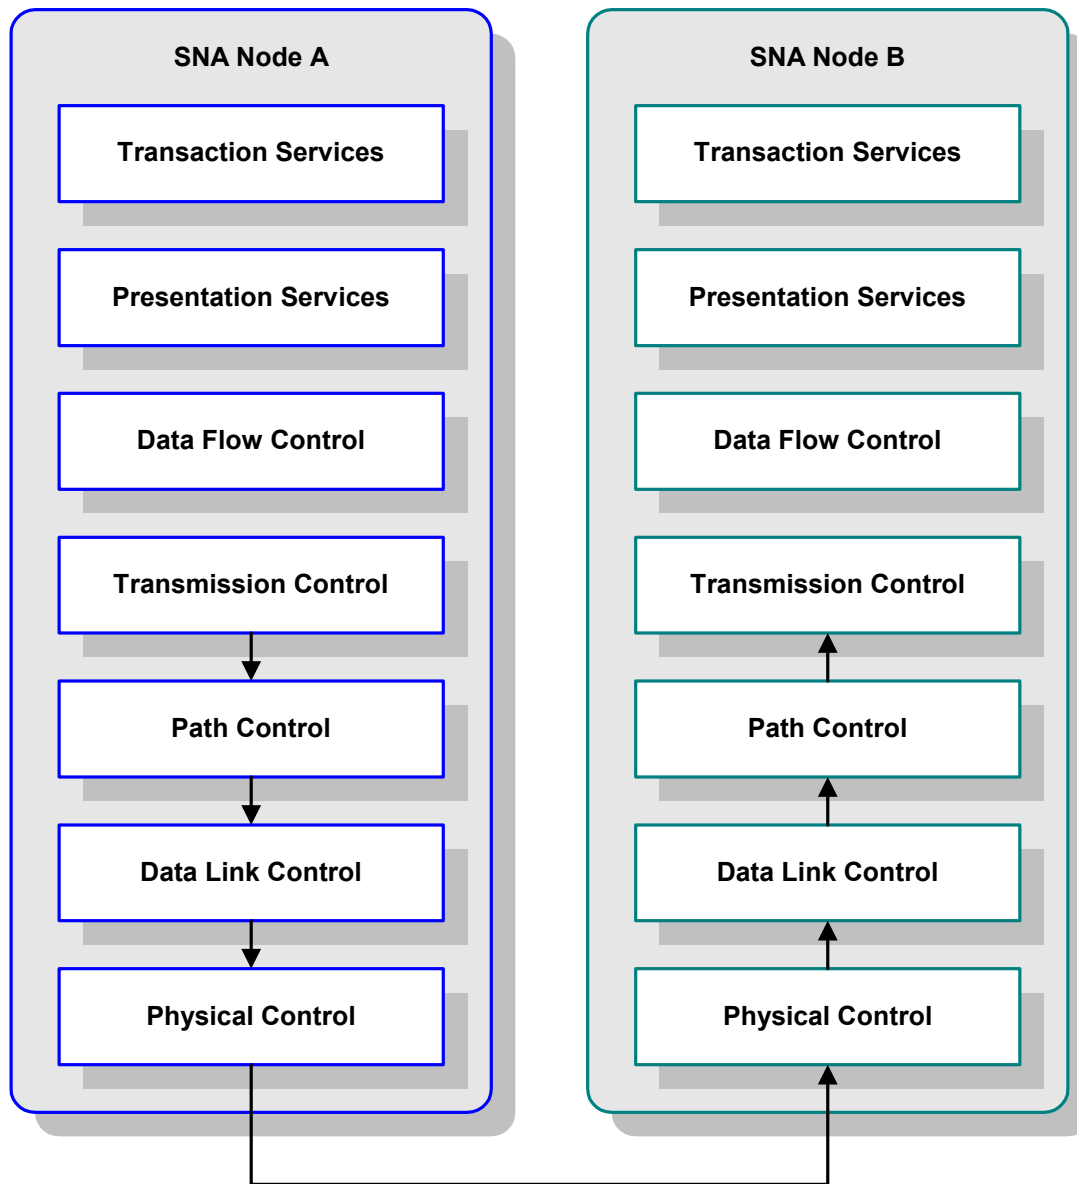 SNA Node A
Transaction Services
Presentation Services
Data Flow Control
Transmission Control
Path Control
Data Link Control
Physical Control
SNA Node B
Transaction Services
Presentation Services
Data Flow Control
Transmission Control
Path Control
Data Link Control
Physical Control